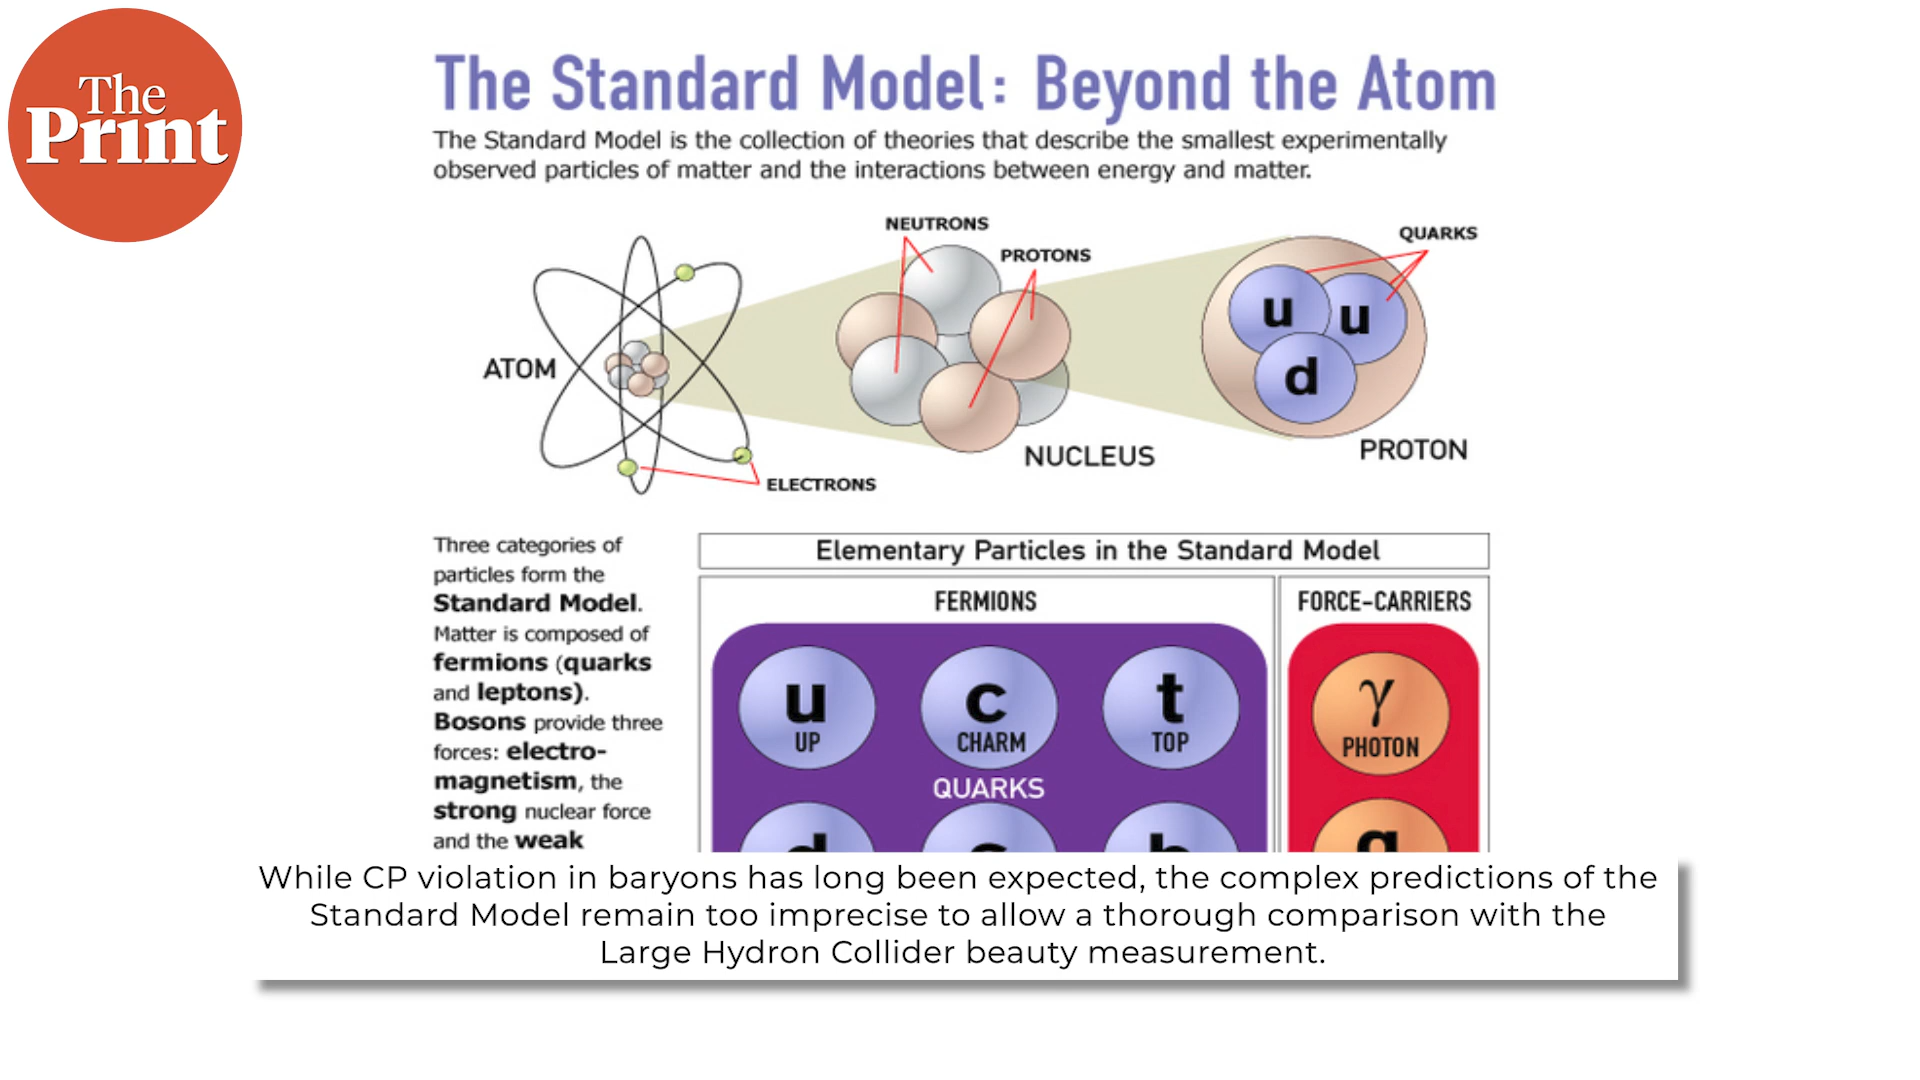 The
Print
The Standard Model: Beyond the Atom
The Standard Model is the collection of theories that describe the smallest experimentally
observed particles of matter and the interactions between energy and matter.
NEUTRONS
PROTONS
QUARKS
u
u
d
ATOM
NUCLEUS
PROTON
ELECTRONS
Three categories of
particles form the
Standard Model.
Matter is composed of
fermions (quarks
and leptons).
Bosons provide three
forces: electro-
magnetism, the
strong nuclear force
and the weak
Elementary Particles in the Standard Model
FERMIONS
FORCE-CARRIERS
u
UP
c
CHARM
t
TOP
γ
PHOTON
QUARKS
d
s
b
g
While CP violation in baryons has long been expected, the complex predictions of the
Standard Model remain too imprecise to allow a thorough comparison with the
Large Hydron Collider beauty measurement.